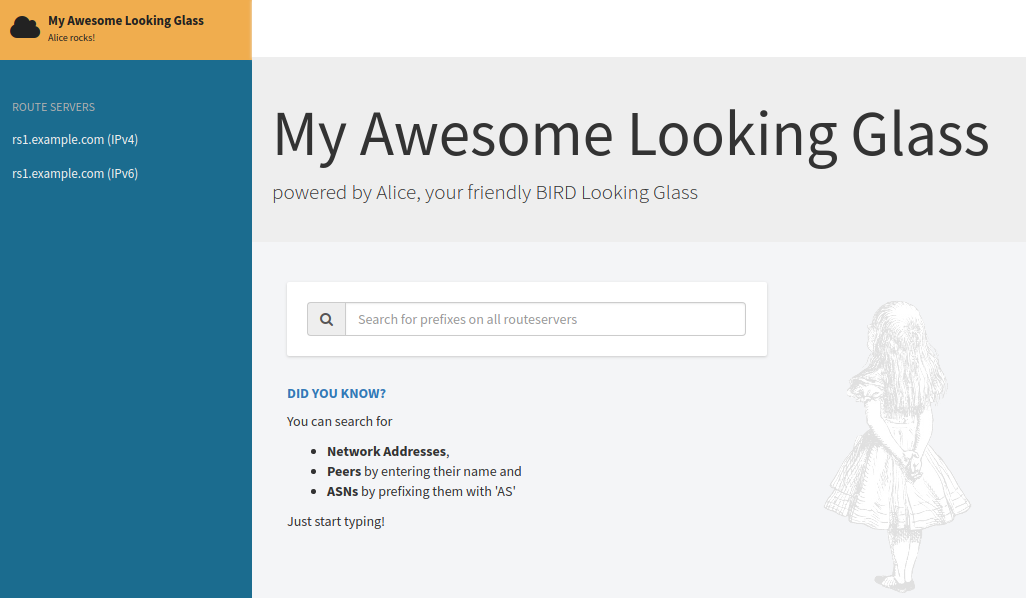 My Awesome Looking Glass
Alice rocks!
ROUTE SERVERS
rs1.example.com (IPv4)
rs1.example.com (IPv6)
My Awesome Looking Glass
powered by Alice, your friendly BIRD Looking Glass
Search for prefixes on all routeservers
DID YOU KNOW?
You can search for
Network Addresses,
Peers by entering their name and
ASNs by prefixing them with 'AS'
Just start typing!